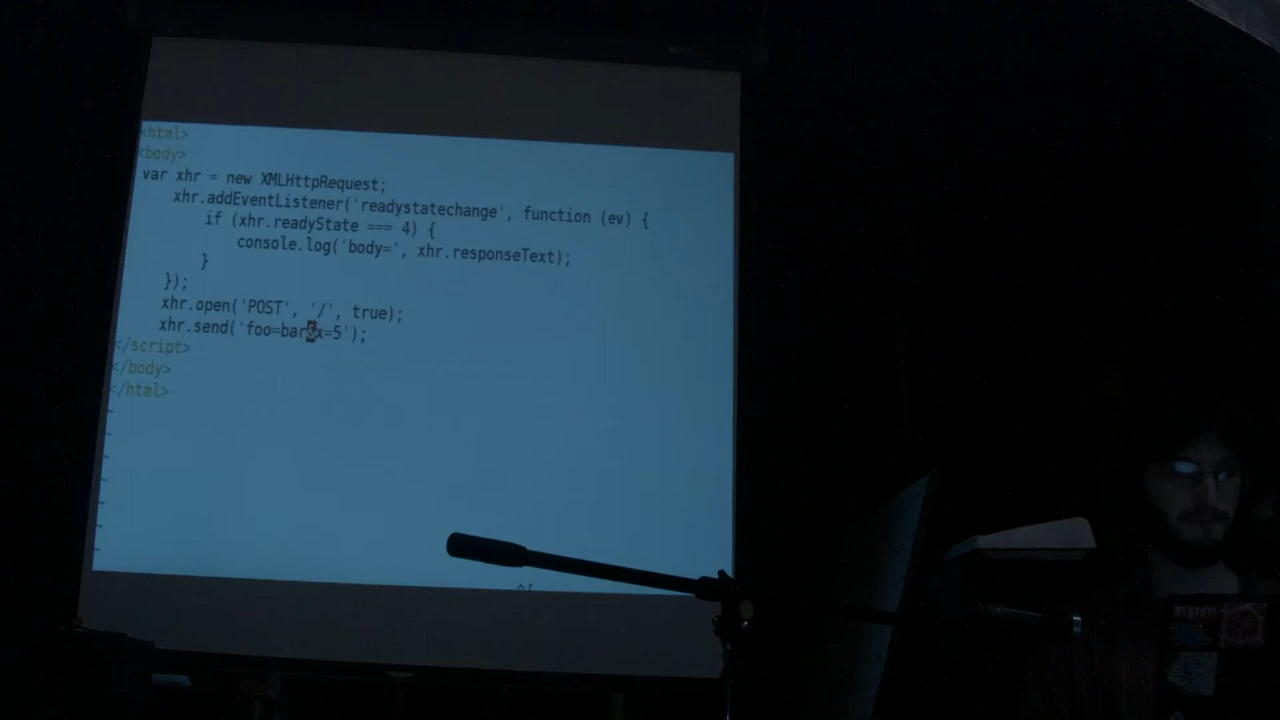 <html>
<body>
var xhr = new XMLHttpRequest;
xhr.addEventListener('readystatechange', function (ev) {
if (xhr.readyState === 4) {
console.log('body=', xhr.responseText);
}
});
xhr.open('POST', '/', true);
xhr.send('foo=bar&x=5');
</script>
</body>
</html>
~
~
~
~
~
~
~
^[